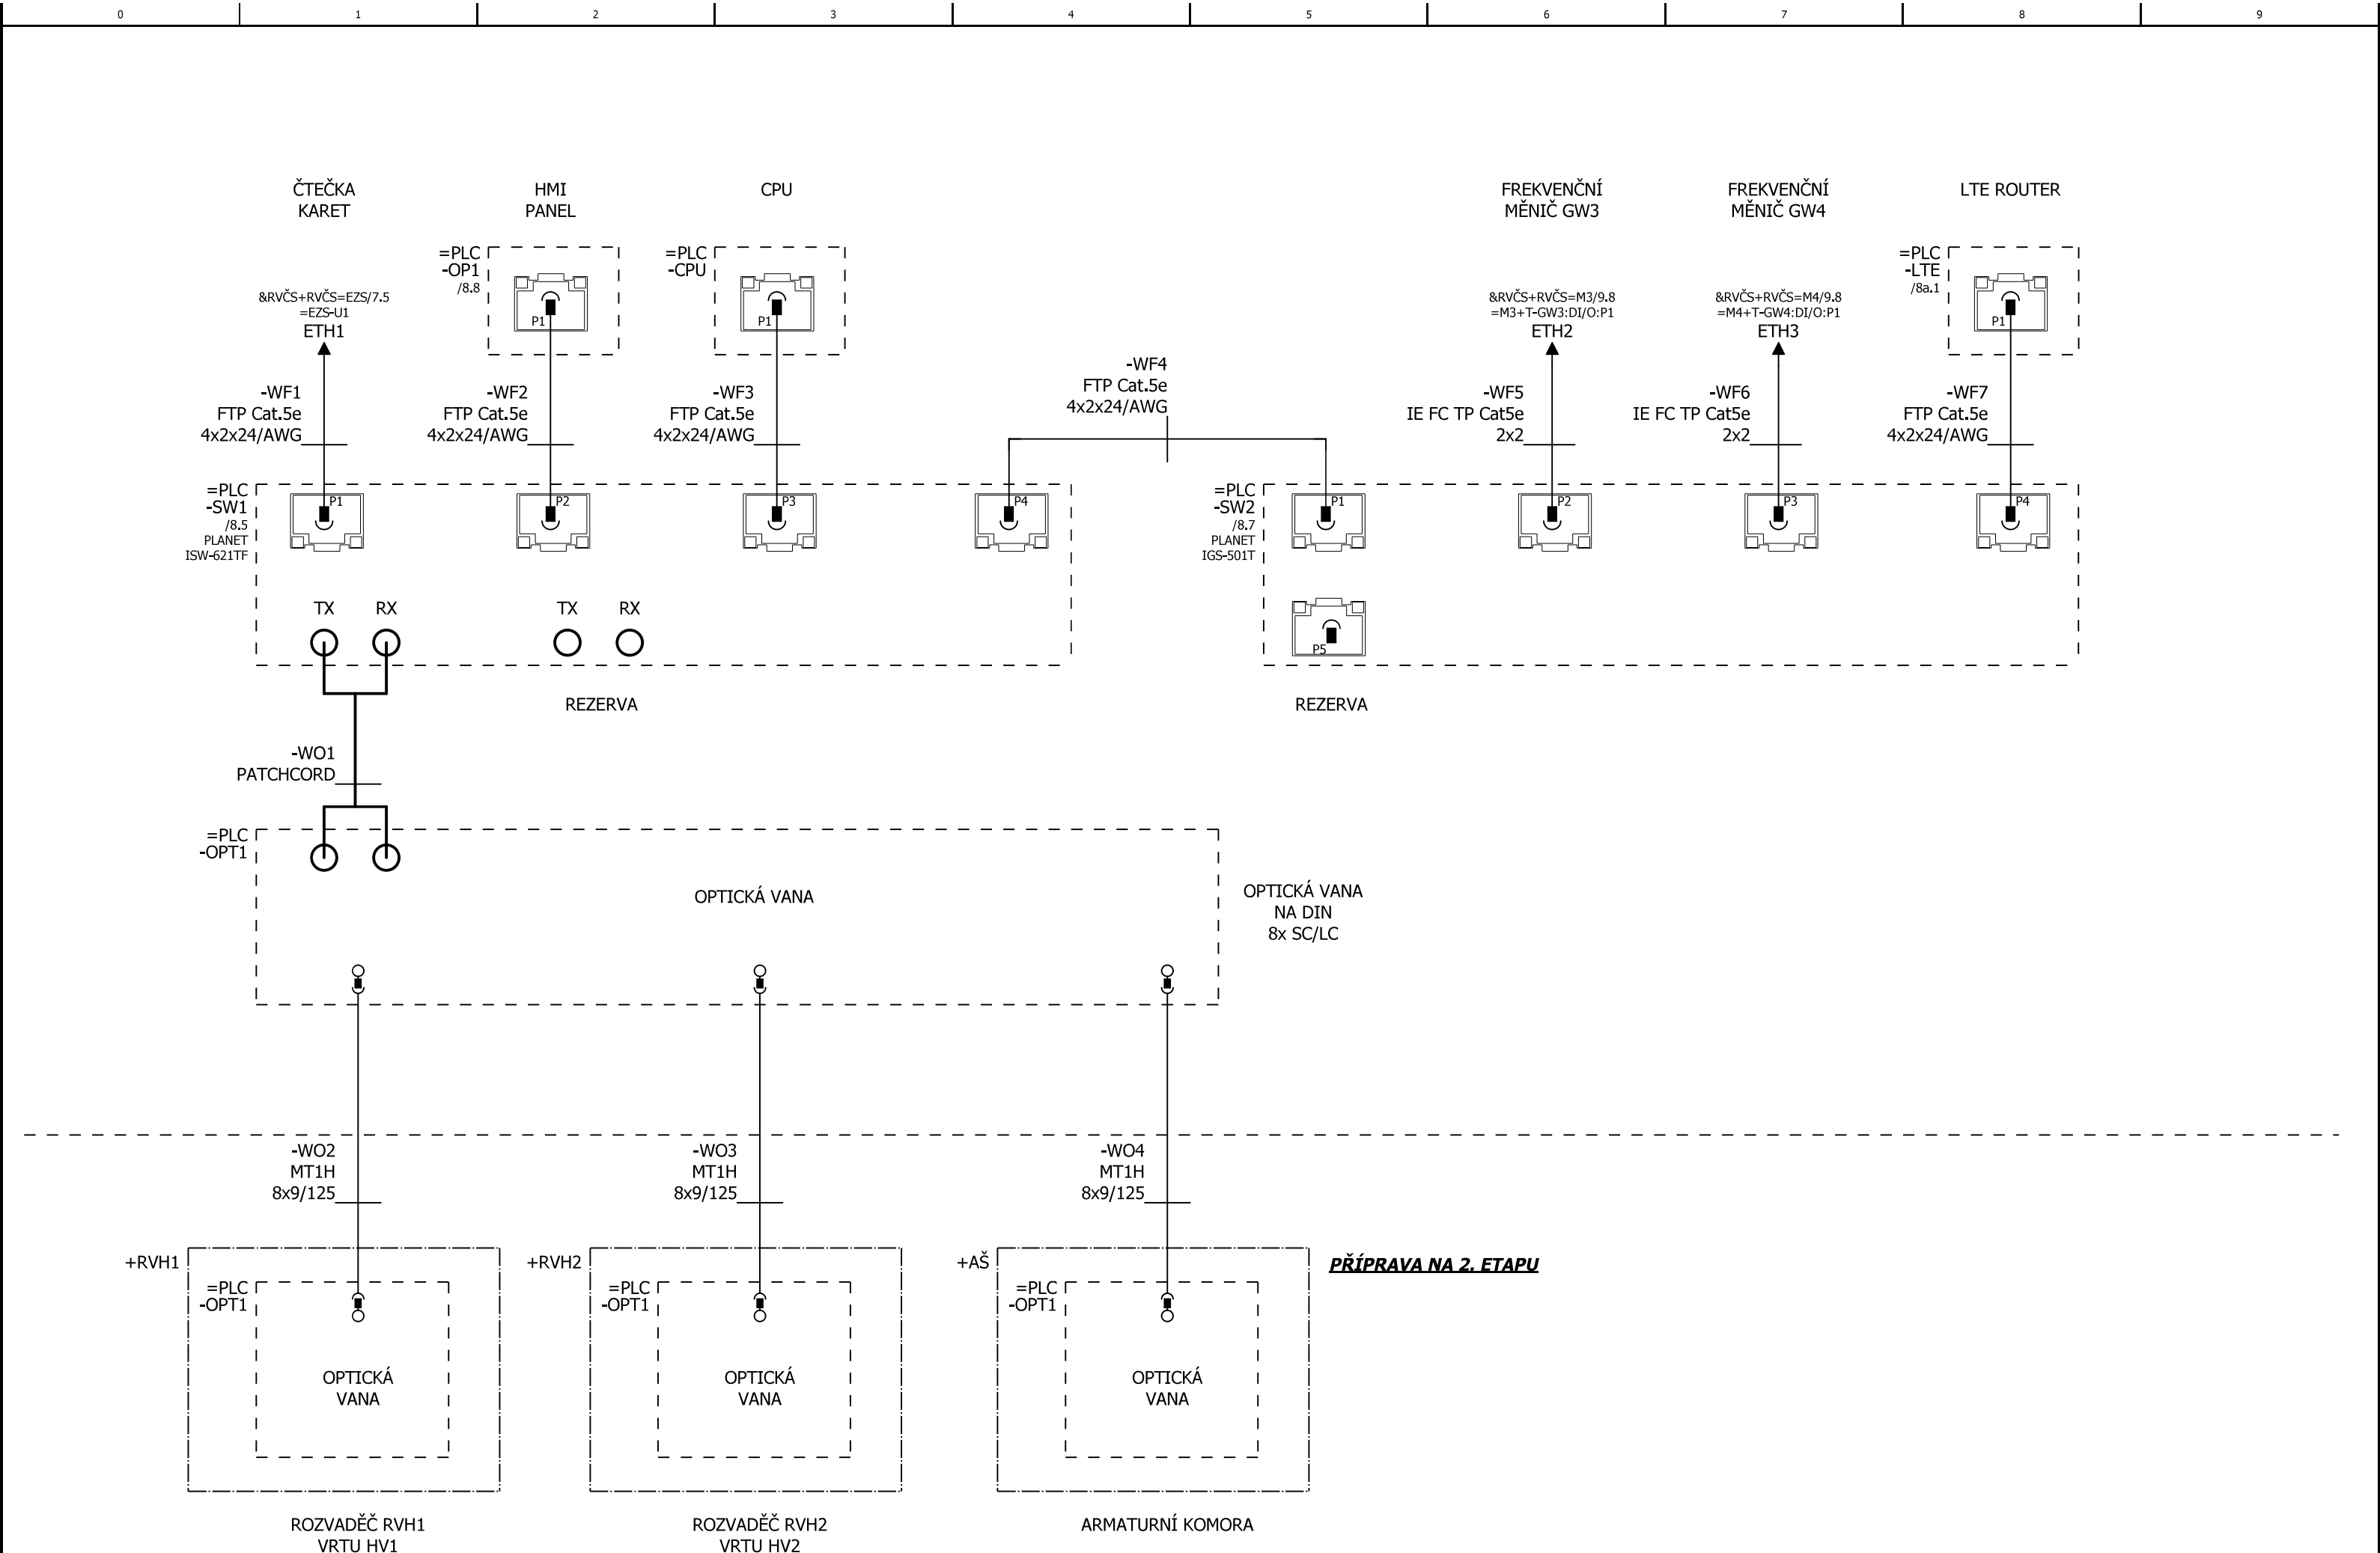 0 1 2 3 4 5 6 7 8 9
ČTEČKA
KARET
HMI
PANEL
CPU
FREKVENČNÍ
MĚNIČ GW3
FREKVENČNÍ
MĚNIČ GW4
LTE ROUTER
&RVČS+RVČS=EZS/7.5
=EZS-U1
ETH1
=PLC
-OP1
/8.8
P1
=PLC
-CPU
P1
&RVČS+RVČS=M3/9.8
=M3+T-GW3:DI/O:P1
ETH2
&RVČS+RVČS=M4/9.8
=M4+T-GW4:DI/O:P1
ETH3
=PLC
-LTE
/8a.1
P1
-WF1
FTP Cat.5e
4x2x24/AWG
-WF2
FTP Cat.5e
4x2x24/AWG
-WF3
FTP Cat.5e
4x2x24/AWG
-WF4
FTP Cat.5e
4x2x24/AWG
-WF5
IE FC TP Cat5e
2x2
-WF6
IE FC TP Cat5e
2x2
-WF7
FTP Cat.5e
4x2x24/AWG
=PLC
-SW1
/8.5
PLANET
ISW-621TF
P1
P2
P3
P4
=PLC
-SW2
/8.7
PLANET
IGS-501T
P1
P2
P3
P4
TX RX
TX RX
P5
REZERVA
REZERVA
-WO1
PATCHCORD
=PLC
-OPT1
OPTICKÁ VANA
OPTICKÁ VANA
NA DIN
8x SC/LC
-WO2
MT1H
8x9/125
-WO3
MT1H
8x9/125
-WO4
MT1H
8x9/125
+RVH1
=PLC
-OPT1
OPTICKÁ
VANA
+RVH2
=PLC
-OPT1
OPTICKÁ
VANA
+AŠ
=PLC
-OPT1
OPTICKÁ
VANA
PŘÍPRAVA NA 2. ETAPU
ROZVADĚČ RVH1
VRTU HV1
ROZVADĚČ RVH2
VRTU HV2
ARMATURNÍ KOMORA